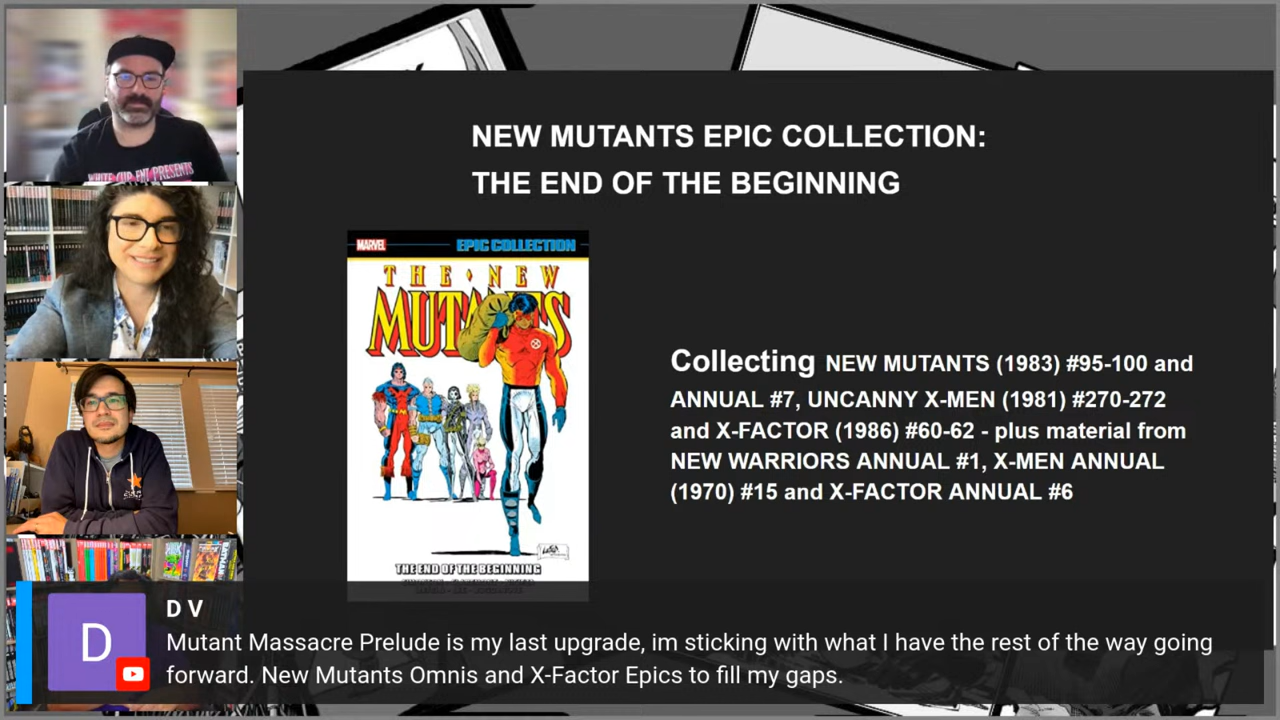 NEW MUTANTS EPIC COLLECTION:
THE END OF THE BEGINNING
WHITE CUP ENT PRESENTS
MARVEL
EPIC COLLECTION
THE NEW
MUTANTS
THE END OF THE BEGINNING
Collecting NEW MUTANTS (1983) #95-100 and
ANNUAL #7, UNCANNY X-MEN (1981) #270-272
and X-FACTOR (1986) #60-62 - plus material from
NEW WARRIORS ANNUAL #1, X-MEN ANNUAL
(1970) #15 and X-FACTOR ANNUAL #6
D
D V
Mutant Massacre Prelude is my last upgrade, im sticking with what I have the rest of the way going
forward. New Mutants Omnis and X-Factor Epics to fill my gaps.